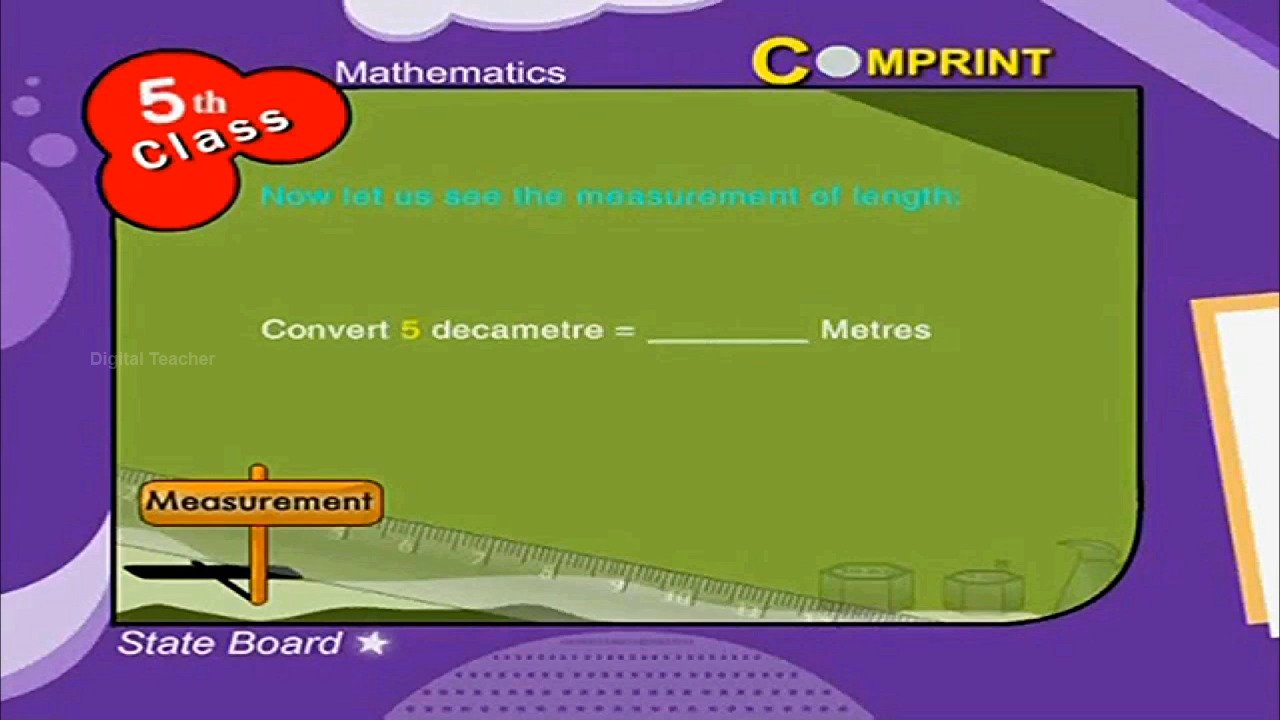 Mathematics
COMPRINT
5th
Class
Now let us see the measurement of length:
Convert 5 decametre = ________ Metres
Digital Teacher
Measurement
State Board